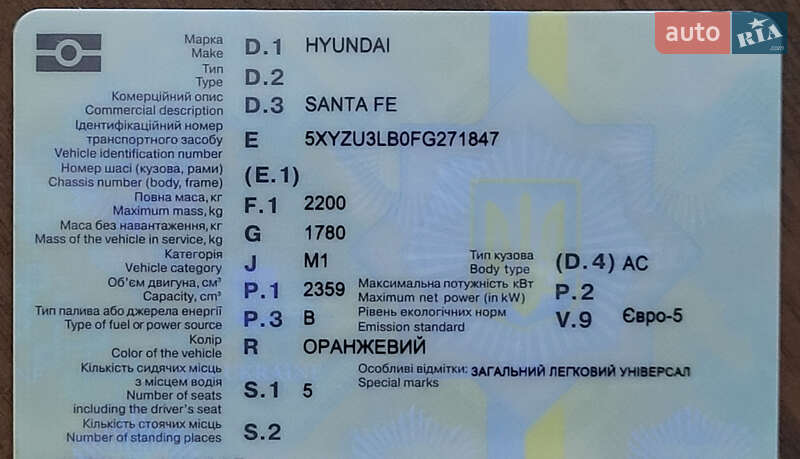 auto RIA.com
Марка D.1 HYUNDAI
Make
Тип D.2
Type
Комерційний опис D.3 SANTA FE
Commercial description
Ідентифікаційний номер
транспортного засобу E 5XYZU3LB0FG271847
Vehicle identification number
Номер шасі (кузова, рами) (E.1)
Chassis number (body, frame)
Повна маса, кг F.1 2200
Maximum mass, kg
Маса без навантаження, кг G 1780
Mass of the vehicle in service, kg
Категорія J M1 Тип кузова (D.4) AC
Vehicle category Body type
Об'єм двигуна, см³ P.1 2359 Максимальна потужність кВт P.2
Capacity, cm³ Maximum net power (in kW)
Тип палива або джерела енергії P.3 B Рівень екологічних норм V.9 Євро-5
Type of fuel or power source Emission standard
Колір R ОРАНЖЕВИЙ
Color of the vehicle
Кількість сидячих місць Особливі відмітки: ЗАГАЛЬНИЙ ЛЕГКОВИЙ УНІВЕРСАЛ
з місцем водія S.1 5 Special marks
Number of seats
including the driver's seat
Кількість стоячих місць S.2
Number of standing places